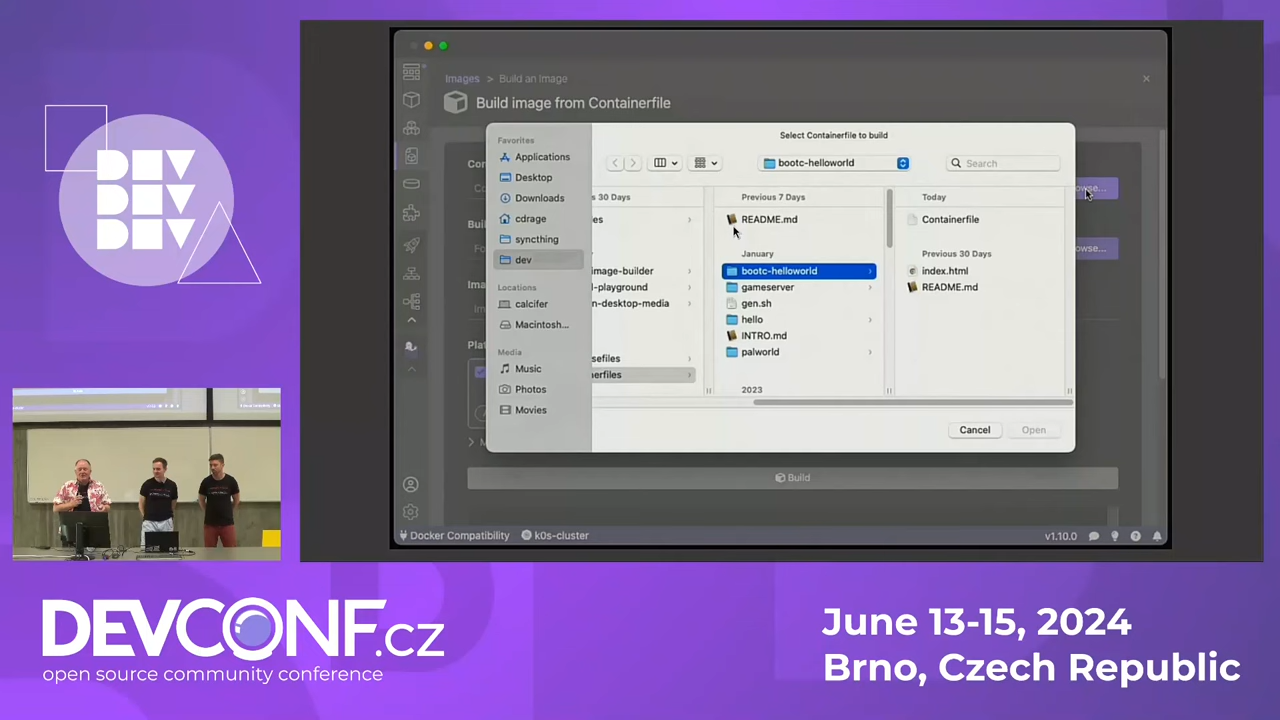 DEV
DEV
DEV
DEVCONF.cz
open source community conference
June 13-15, 2024
Brno, Czech Republic
Images > Build an Image
Build image from Containerfile
Select Containerfile to build
Favorites
Applications
Desktop
Downloads
cdrage
syncthing
dev
Locations
calcifer
Macintosh...
Media
Music
Photos
Movies
bootc-helloworld
Search
30 Days
image-builder
-playground
n-desktop-media
Previous 7 Days
README.md
January
bootc-helloworld
gameserver
gen.sh
hello
INTRO.md
palworld
2023
Today
Containerfile
Previous 30 Days
index.html
README.md
Cancel
Open
Build
Docker Compatibility
k0s-cluster
v1.10.0